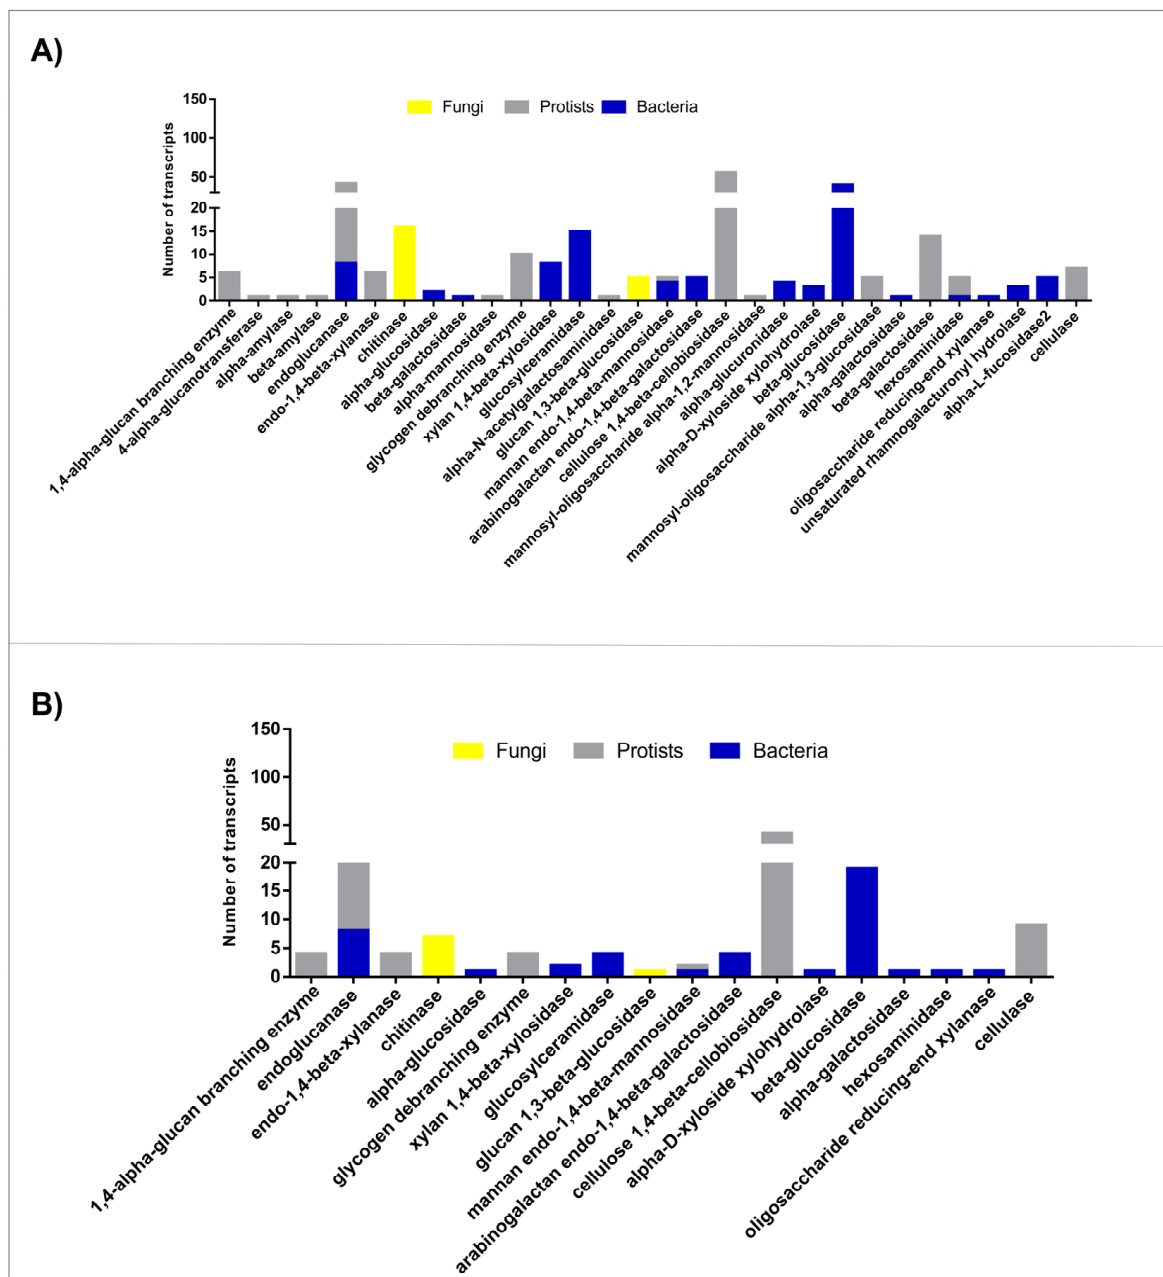 A)
150
Fungi Protists Bacteria
100
50
20
15
10
5
0
Number of transcripts
1,4-alpha-glucan branching enzyme
4-alpha-glucanotransferase
alpha-amylase
beta-amylase
endoglucanase
endo-1,4-beta-xylanase
chitinase
alpha-glucosidase
beta-galactosidase
alpha-mannosidase
glycogen debranching enzyme
xylan 1,4-beta-xylosidase
glucosylceramidase
alpha-N-acetylgalactosaminidase
glucan 1,3-beta-glucosidase
mannan endo-1,4-beta-mannosidase
arabinogalactan endo-1,4-beta-galactosidase
cellulose 1,4-beta-cellobiosidase
mannosyl-oligosaccharide alpha-1,2-mannosidase
alpha-glucuronidase
alpha-D-xyloside xylohydrolase
beta-glucosidase
mannosyl-oligosaccharide alpha-1,3-glucosidase
alpha-galactosidase
beta-galactosidase
hexosaminidase
oligosaccharide reducing-end xylanase
unsaturated rhamnogalacturonyl hydrolase
alpha-L-fucosidase2
cellulase
B)
150
Fungi Protists Bacteria
100
50
20
15
10
5
0
Number of transcripts
1,4-alpha-glucan branching enzyme
endoglucanase
endo-1,4-beta-xylanase
chitinase
alpha-glucosidase
glycogen debranching enzyme
xylan 1,4-beta-xylosidase
glucosylceramidase
glucan 1,3-beta-glucosidase
mannan endo-1,4-beta-mannosidase
arabinogalactan endo-1,4-beta-galactosidase
cellulose 1,4-beta-cellobiosidase
alpha-D-xyloside xylohydrolase
beta-glucosidase
alpha-galactosidase
hexosaminidase
oligosaccharide reducing-end xylanase
cellulase